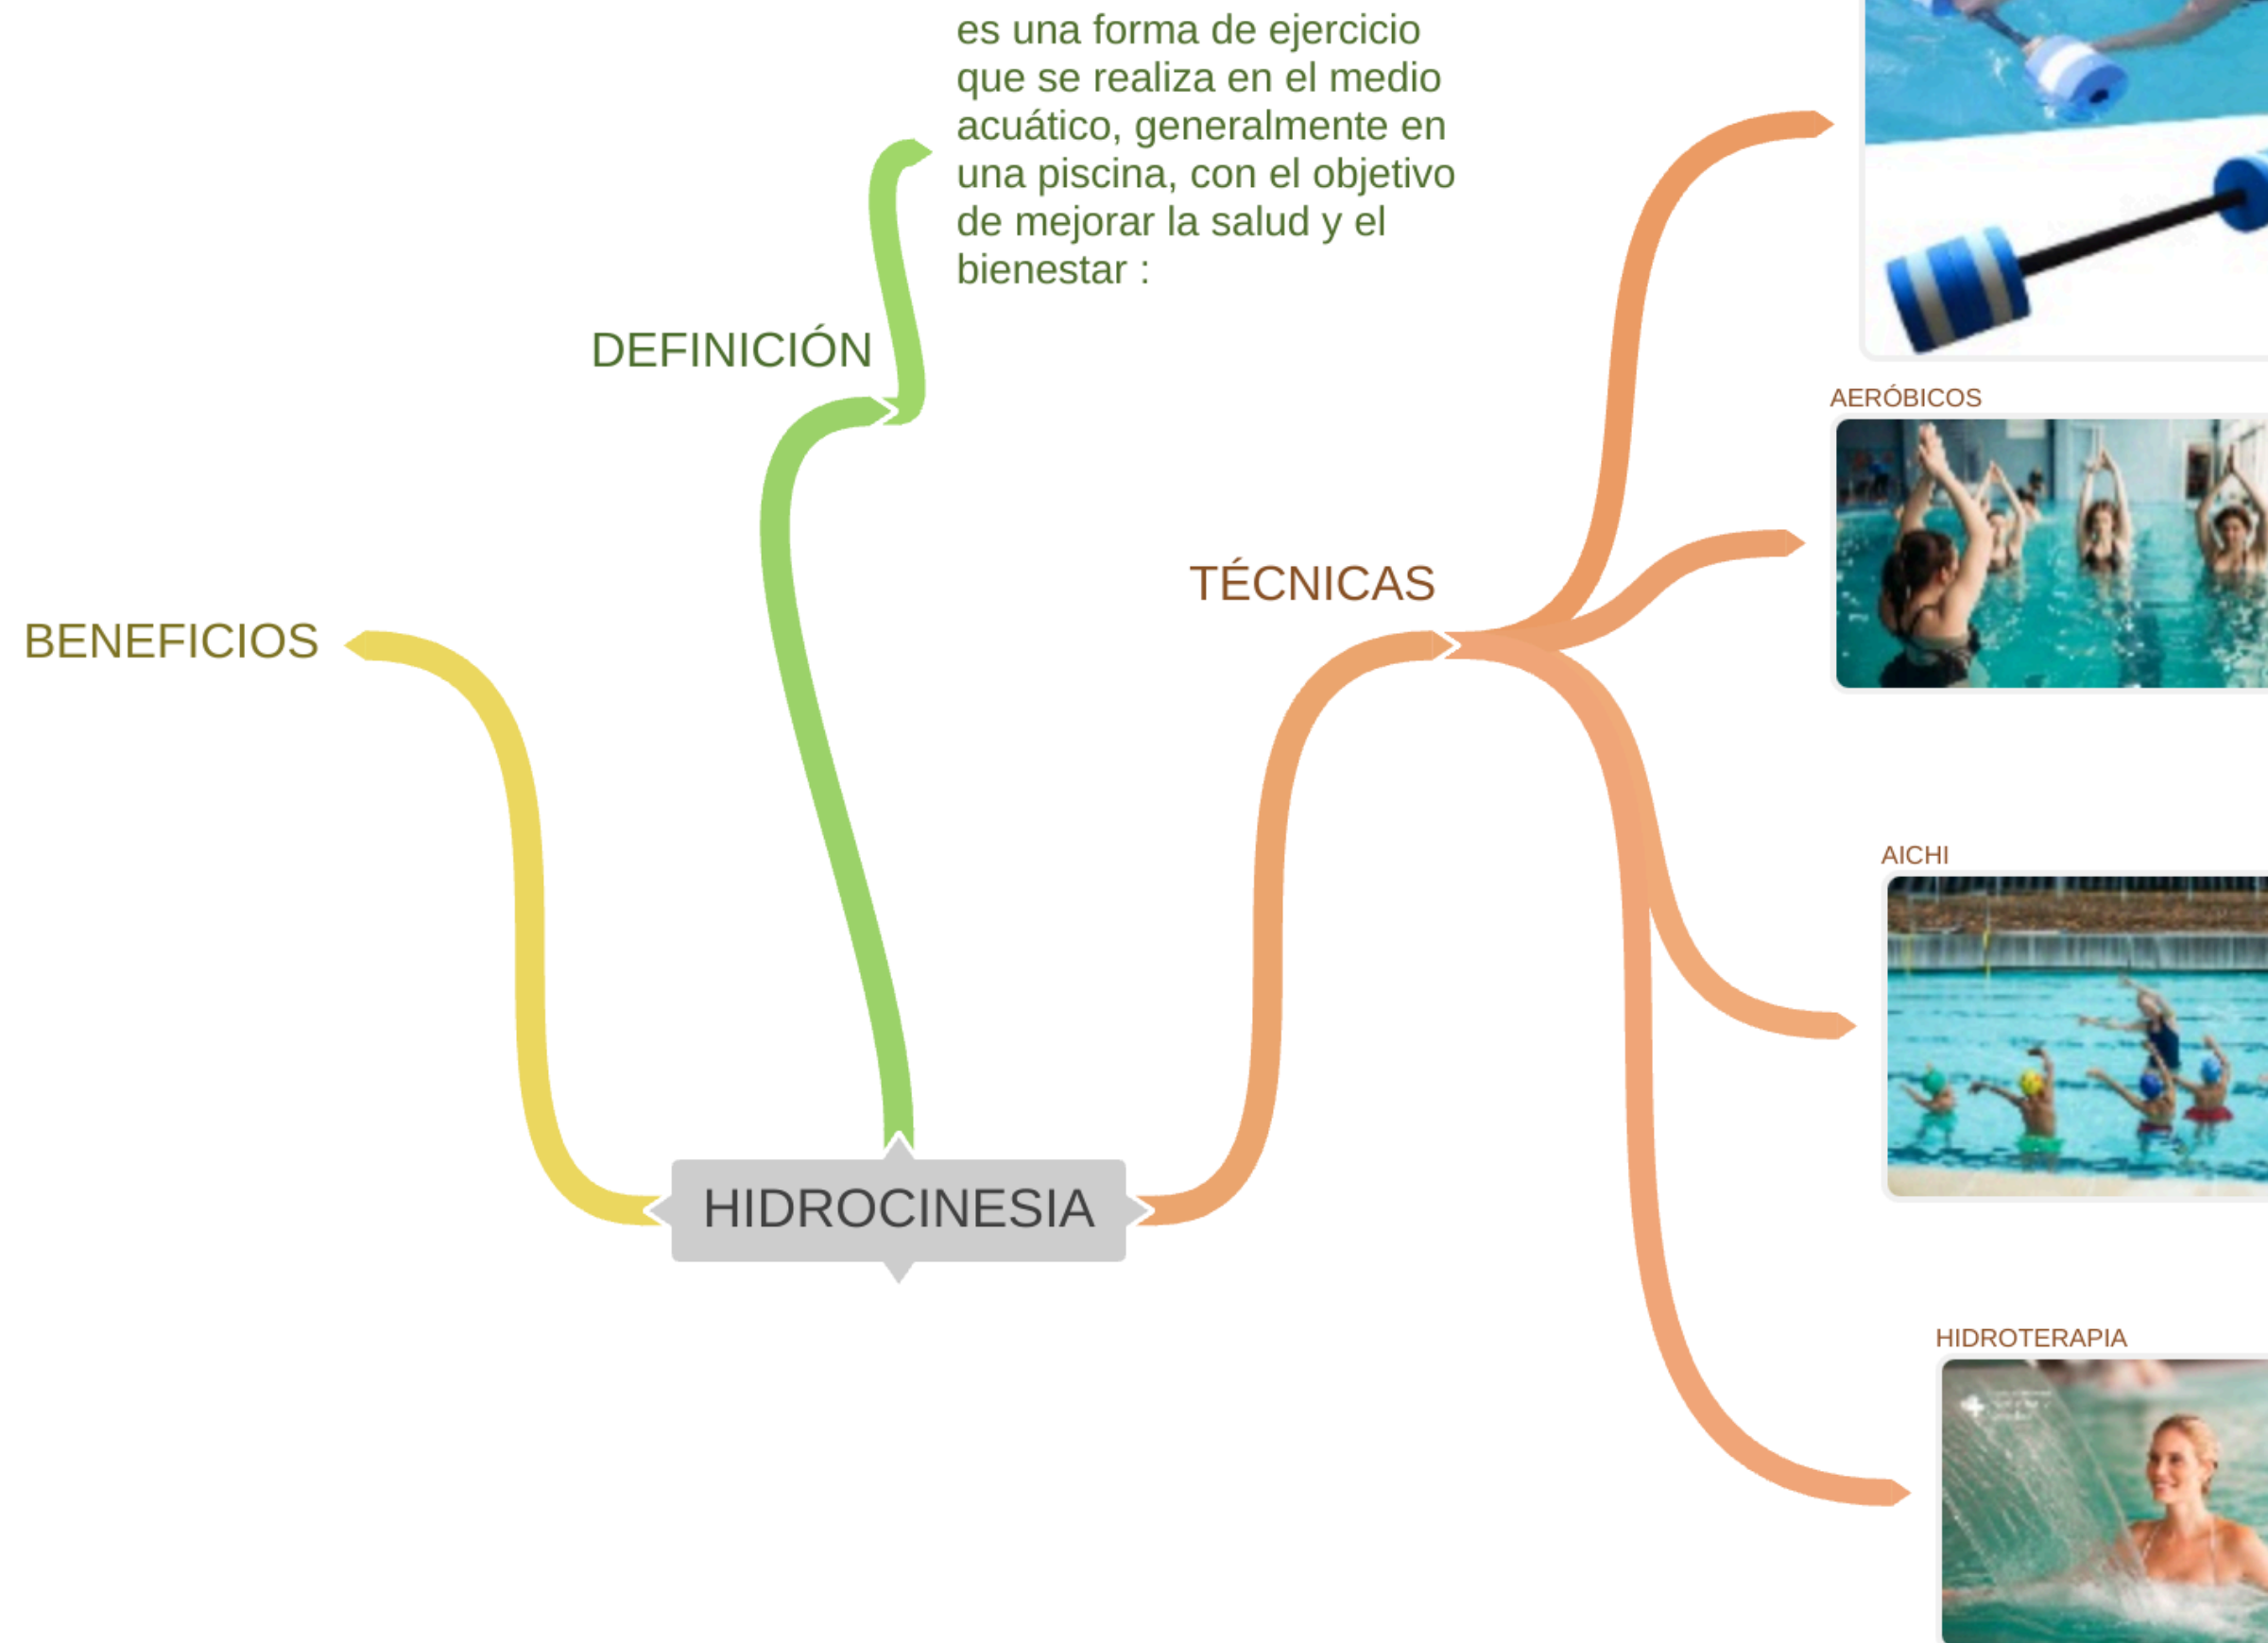 es una forma de ejercicio
que se realiza en el medio
acuático, generalmente en
una piscina, con el objetivo
de mejorar la salud y el
bienestar :
DEFINICIÓN
AERÓBICOS
TÉCNICAS
BENEFICIOS
AICHI
HIDROCINESIA
HIDROTERAPIA